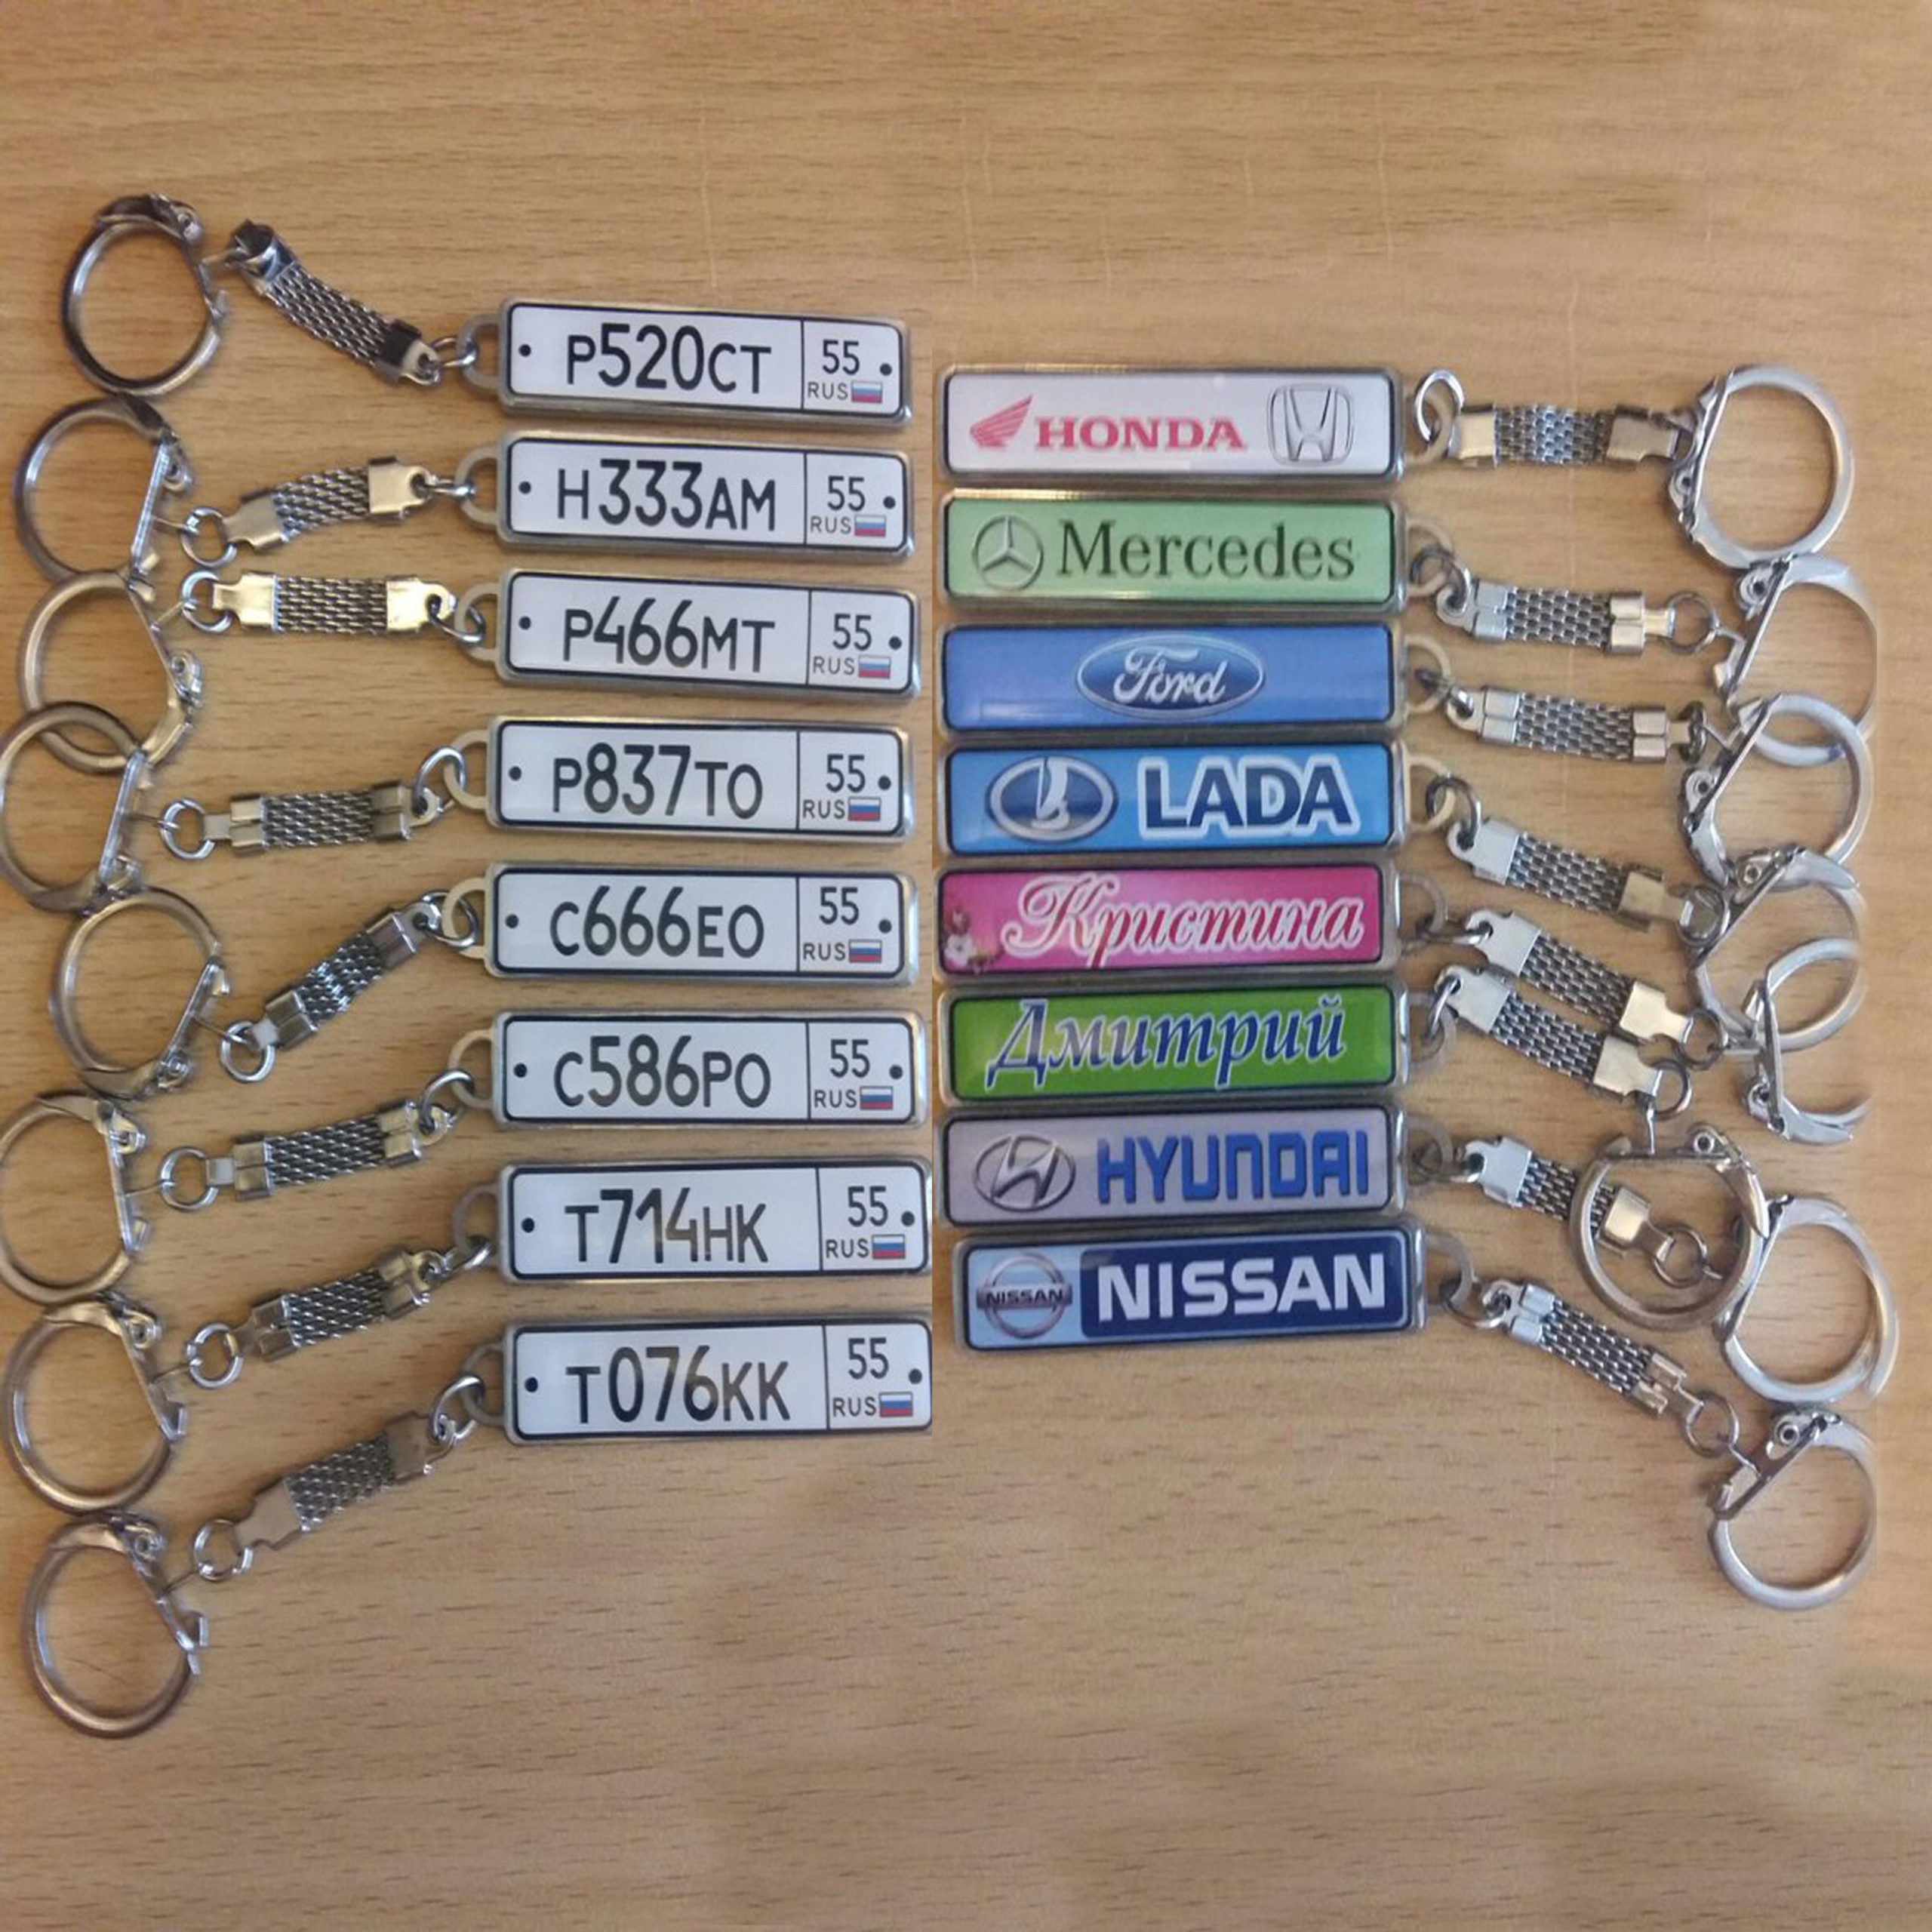 Р520СТ 55
RUS
Н333АМ 55
RUS
Р466МТ 55
RUS
Р837ТО 55
RUS
С666ЕО 55
RUS
С586РО 55
RUS
Т714НК 55
RUS
Т076КК 55
RUS
HONDA
Mercedes
Ford
LADA
Кристина
Дмитрий
HYUNDAI
NISSAN NISSAN